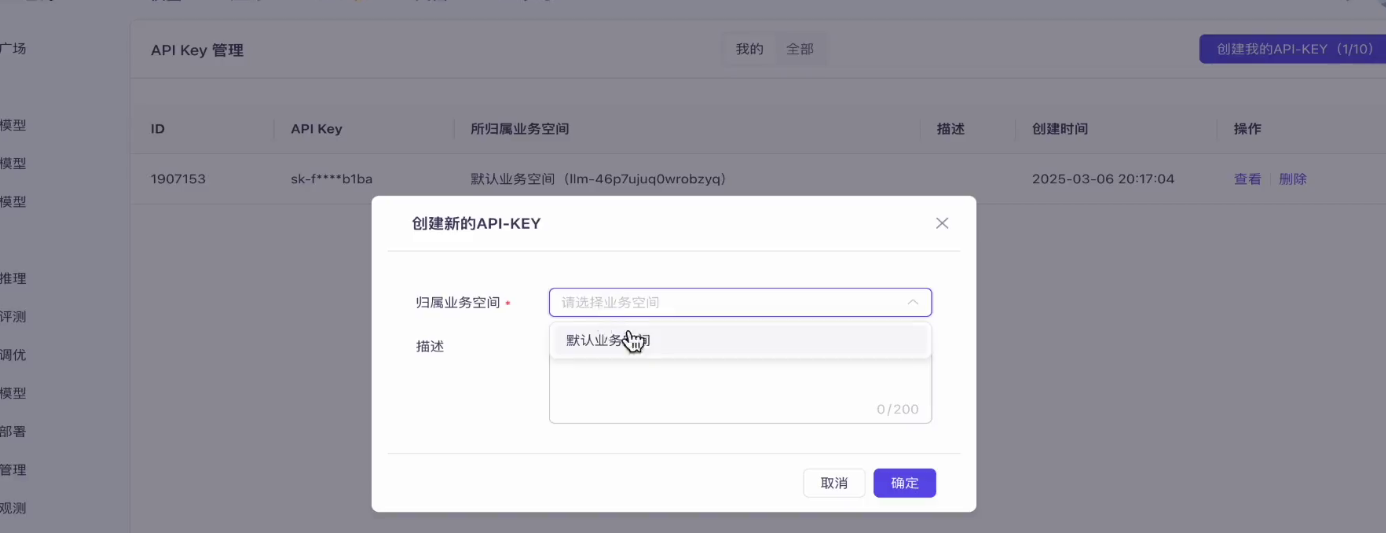 广场
API Key 管理
我的 全部
创建我的API-KEY（1/10）
模型
模型
模型
推理
评测
调优
模型
部署
管理
观测
ID API Key 所归属业务空间 描述 创建时间 操作
1907153 sk-f****b1ba 默认业务空间（llm-46p7ujuq0wrobzyq） 2025-03-06 20:17:04 查看 删除
创建新的API-KEY
归属业务空间 • 请选择业务空间
默认业务空间
描述
0/200
取消 确定